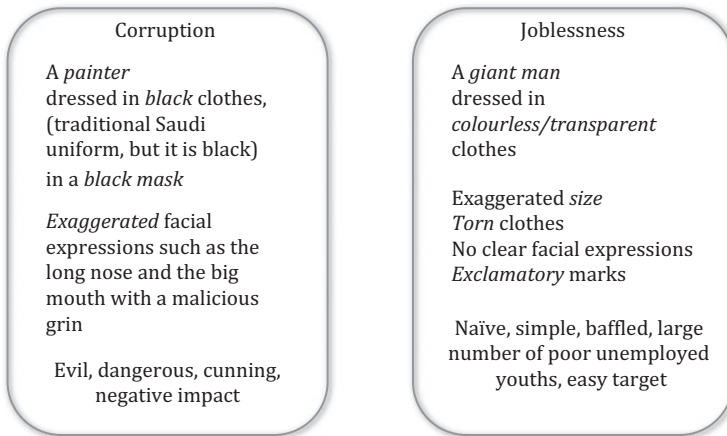 Corruption
A painter
dressed in black clothes,
(traditional Saudi
uniform, but it is black)
in a black mask
Exaggerated facial
expressions such as the
long nose and the big
mouth with a malicious
grin
Evil, dangerous, cunning,
negative impact
Joblessness
A giant man
dressed in
colourless/transparent
clothes
Exaggerated size
Torn clothes
No clear facial expressions
Exclamatory marks
Naïve, simple, baffled, large
number of poor unemployed
youths, easy target